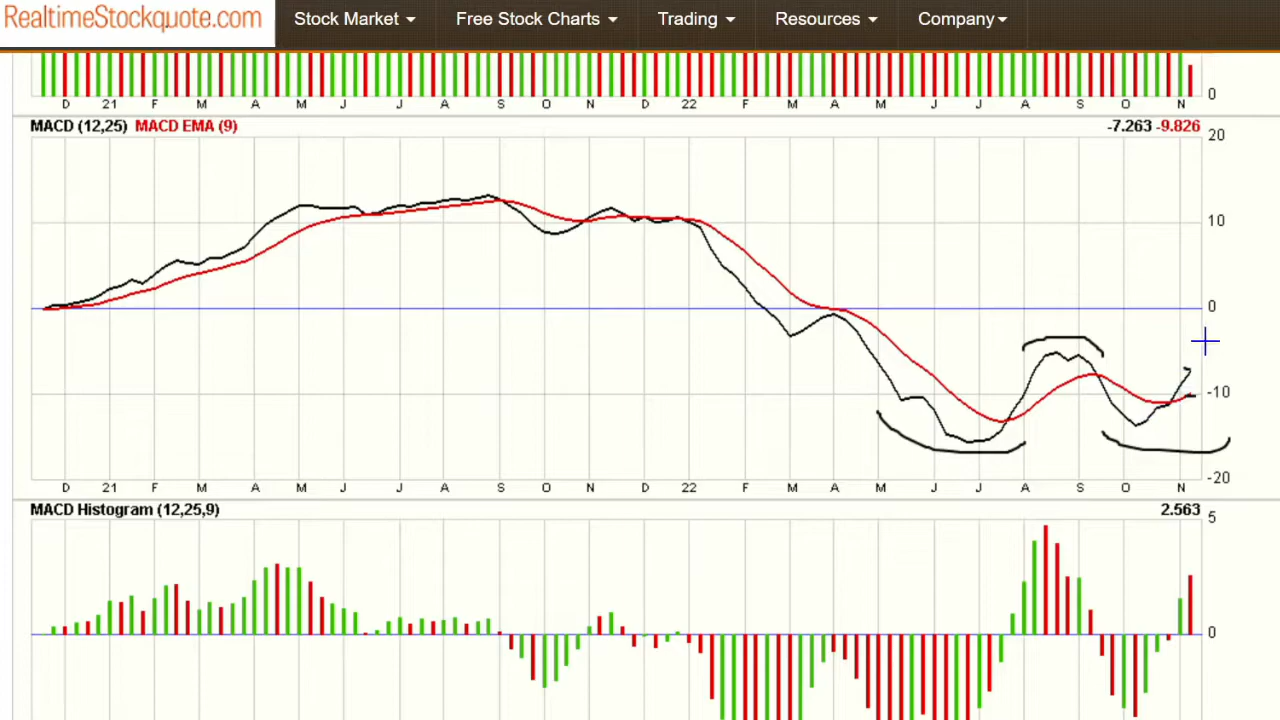 RealtimeStockquote.com Stock Market Free Stock Charts Trading Resources Company
0
D 21 F M A M J J A S O N D 22 F M A M J J A S O N
MACD (12,25) MACD EMA (9) -7.263 -9.826
20
10
0
-10
-20
D 21 F M A M J J A S O N D 22 F M A M J J A S O N
MACD Histogram (12,25,9) 2.563
5
0